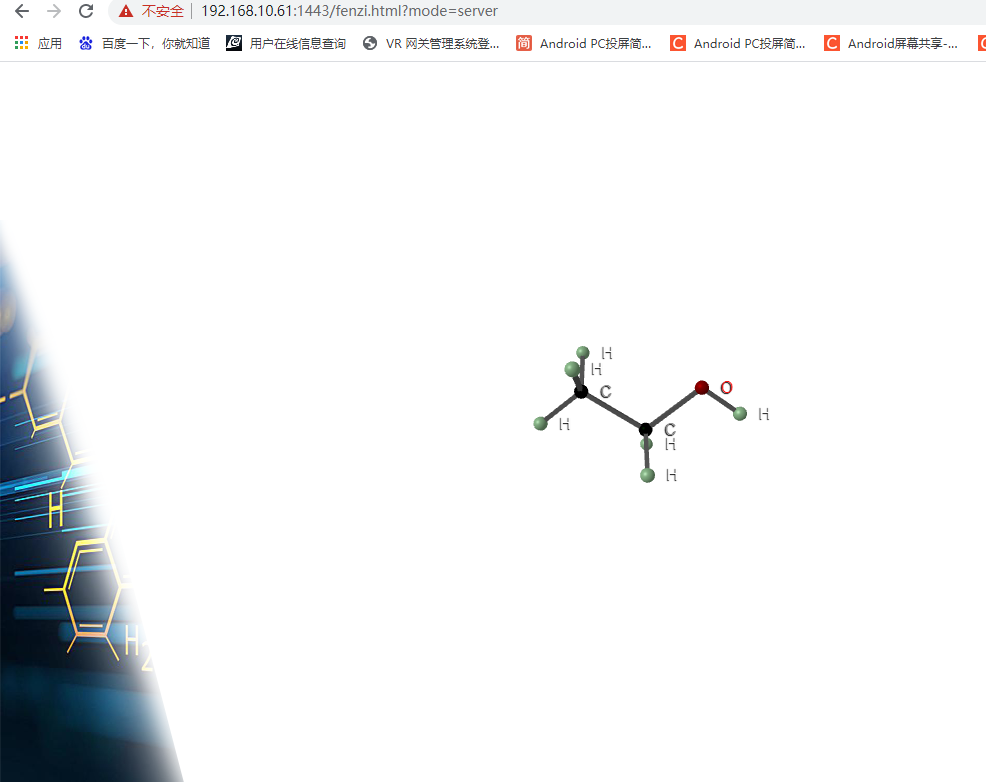 不安全 192.168.10.61:1443/fenzi.html?mode=server
应用 百度一下，你就知道 用户在线信息查询 VR 网关管理系统登... 简 Android PC投屏简... C Android PC投屏简... C Android屏幕共享-... C
H
H
C
O
H
H
C
H
H
H
H2